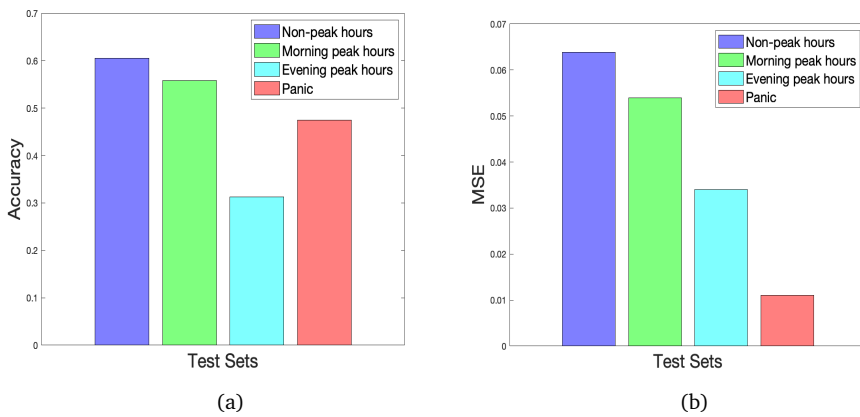 0.7
0.6
0.5
0.4
0.3
0.2
0.1
0
Accuracy
Non-peak hours
Morning peak hours
Evening peak hours
Panic
Test Sets
(a)
0.07
0.06
0.05
0.04
0.03
0.02
0.01
0
MSE
Non-peak hours
Morning peak hours
Evening peak hours
Panic
Test Sets
(b)